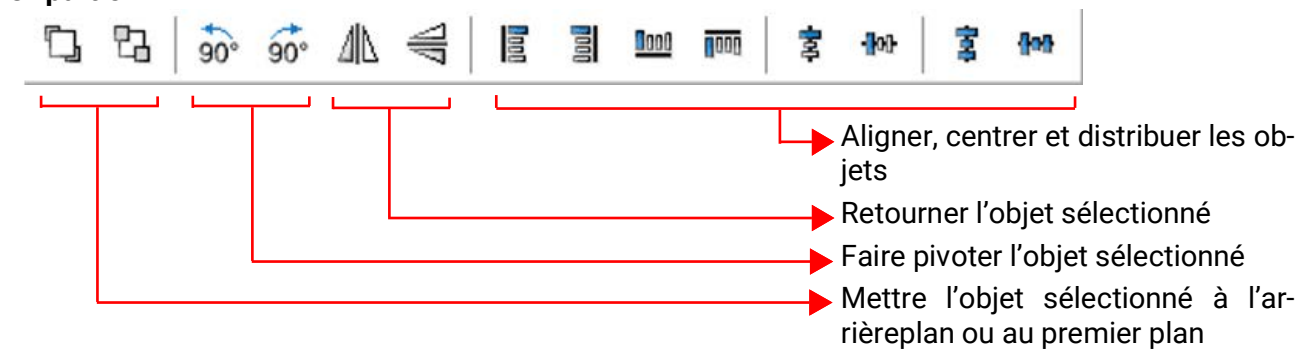 90° 90°
Aligner, centrer et distribuer les ob-
jets
Retourner l’objet sélectionné
Faire pivoter l’objet sélectionné
Mettre l’objet sélectionné à l’ar-
rièreplan ou au premier plan